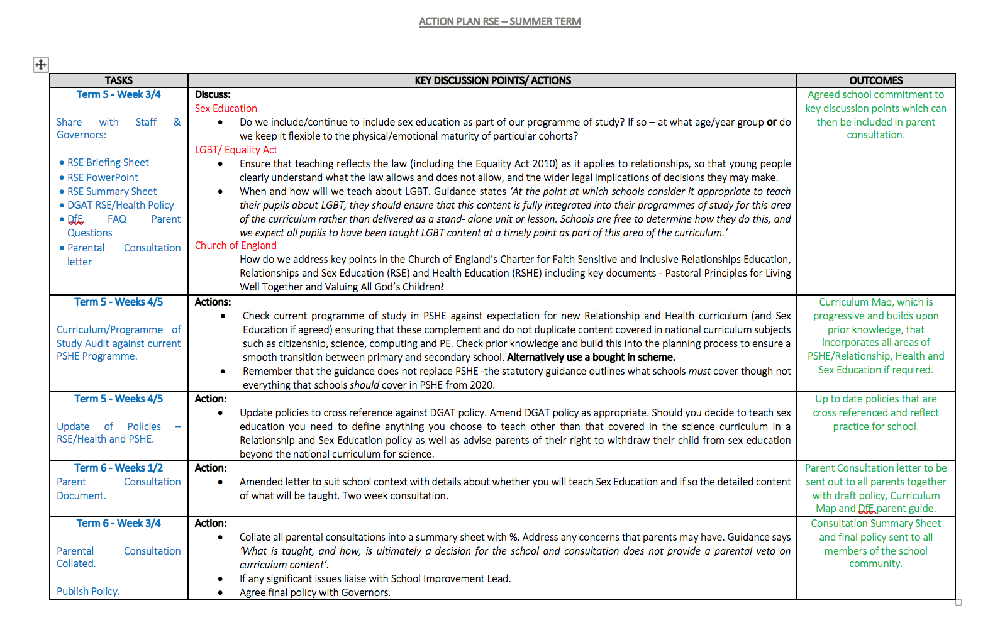 ACTION PLAN RSE – SUMMER TERM
TASKS
KEY DISCUSSION POINTS/ ACTIONS
OUTCOMES
Term 5 - Week 3/4
Share with Staff &
Governors:
• RSE Briefing Sheet
• RSE PowerPoint
• RSE Summary Sheet
• DGAT RSE/Health Policy
• DfE FAQ Parent
Questions
• Parental Consultation
letter
Discuss:
Sex Education
• Do we include/continue to include sex education as part of our programme of study? If so – at what age/year group or do
we keep it flexible to the physical/emotional maturity of particular cohorts?
LGBT/ Equality Act
• Ensure that teaching reflects the law (including the Equality Act 2010) as it applies to relationships, so that young people
clearly understand what the law allows and does not allow, and the wider legal implications of decisions they may make.
• When and how will we teach about LGBT. Guidance states ‘At the point at which schools consider it appropriate to teach
their pupils about LGBT, they should ensure that this content is fully integrated into their programmes of study for this area
of the curriculum rather than delivered as a stand- alone unit or lesson. Schools are free to determine how they do this, and
we expect all pupils to have been taught LGBT content at a timely point as part of this area of the curriculum.’
Church of England
How do we address key points in the Church of England’s Charter for Faith Sensitive and Inclusive Relationships Education,
Relationships and Sex Education (RSE) and Health Education (RSHE) including key documents - Pastoral Principles for Living
Well Together and Valuing All God’s Children?
Agreed school commitment to
key discussion points which can
then be included in parent
consultation.
Term 5 - Weeks 4/5
Curriculum/Programme of
Study Audit against current
PSHE Programme.
Actions:
• Check current programme of study in PSHE against expectation for new Relationship and Health curriculum (and Sex
Education if agreed) ensuring that these complement and do not duplicate content covered in national curriculum subjects
such as citizenship, science, computing and PE. Check prior knowledge and build this into the planning process to ensure a
smooth transition between primary and secondary school. Alternatively use a bought in scheme.
• Remember that the guidance does not replace PSHE -the statutory guidance outlines what schools must cover though not
everything that schools should cover in PSHE from 2020.
Curriculum Map, which is
progressive and builds upon
prior knowledge, that
incorporates all areas of
PSHE/Relationship, Health and
Sex Education if required.
Term 5 - Weeks 4/5
Update of Policies –
RSE/Health and PSHE.
Action:
• Update policies to cross reference against DGAT policy. Amend DGAT policy as appropriate. Should you decide to teach sex
education you need to define anything you choose to teach other than that covered in the science curriculum in a
Relationship and Sex Education policy as well as advise parents of their right to withdraw their child from sex education
beyond the national curriculum for science.
Up to date policies that are
cross referenced and reflect
practice for school.
Term 6 - Weeks 1/2
Parent Consultation
Document.
Action:
• Amended letter to suit school context with details about whether you will teach Sex Education and if so the detailed content
of what will be taught. Two week consultation.
Parent Consultation letter to be
sent out to all parents together
with draft policy, Curriculum
Map and DfE parent guide.
Term 6 - Week 3/4
Parental Consultation
Collated.
Publish Policy.
Action:
• Collate all parental consultations into a summary sheet with %. Address any concerns that parents may have. Guidance says
‘What is taught, and how, is ultimately a decision for the school and consultation does not provide a parental veto on
curriculum content’.
• If any significant issues liaise with School Improvement Lead.
• Agree final policy with Governors.
Consultation Summary Sheet
and final policy sent to all
members of the school
community.